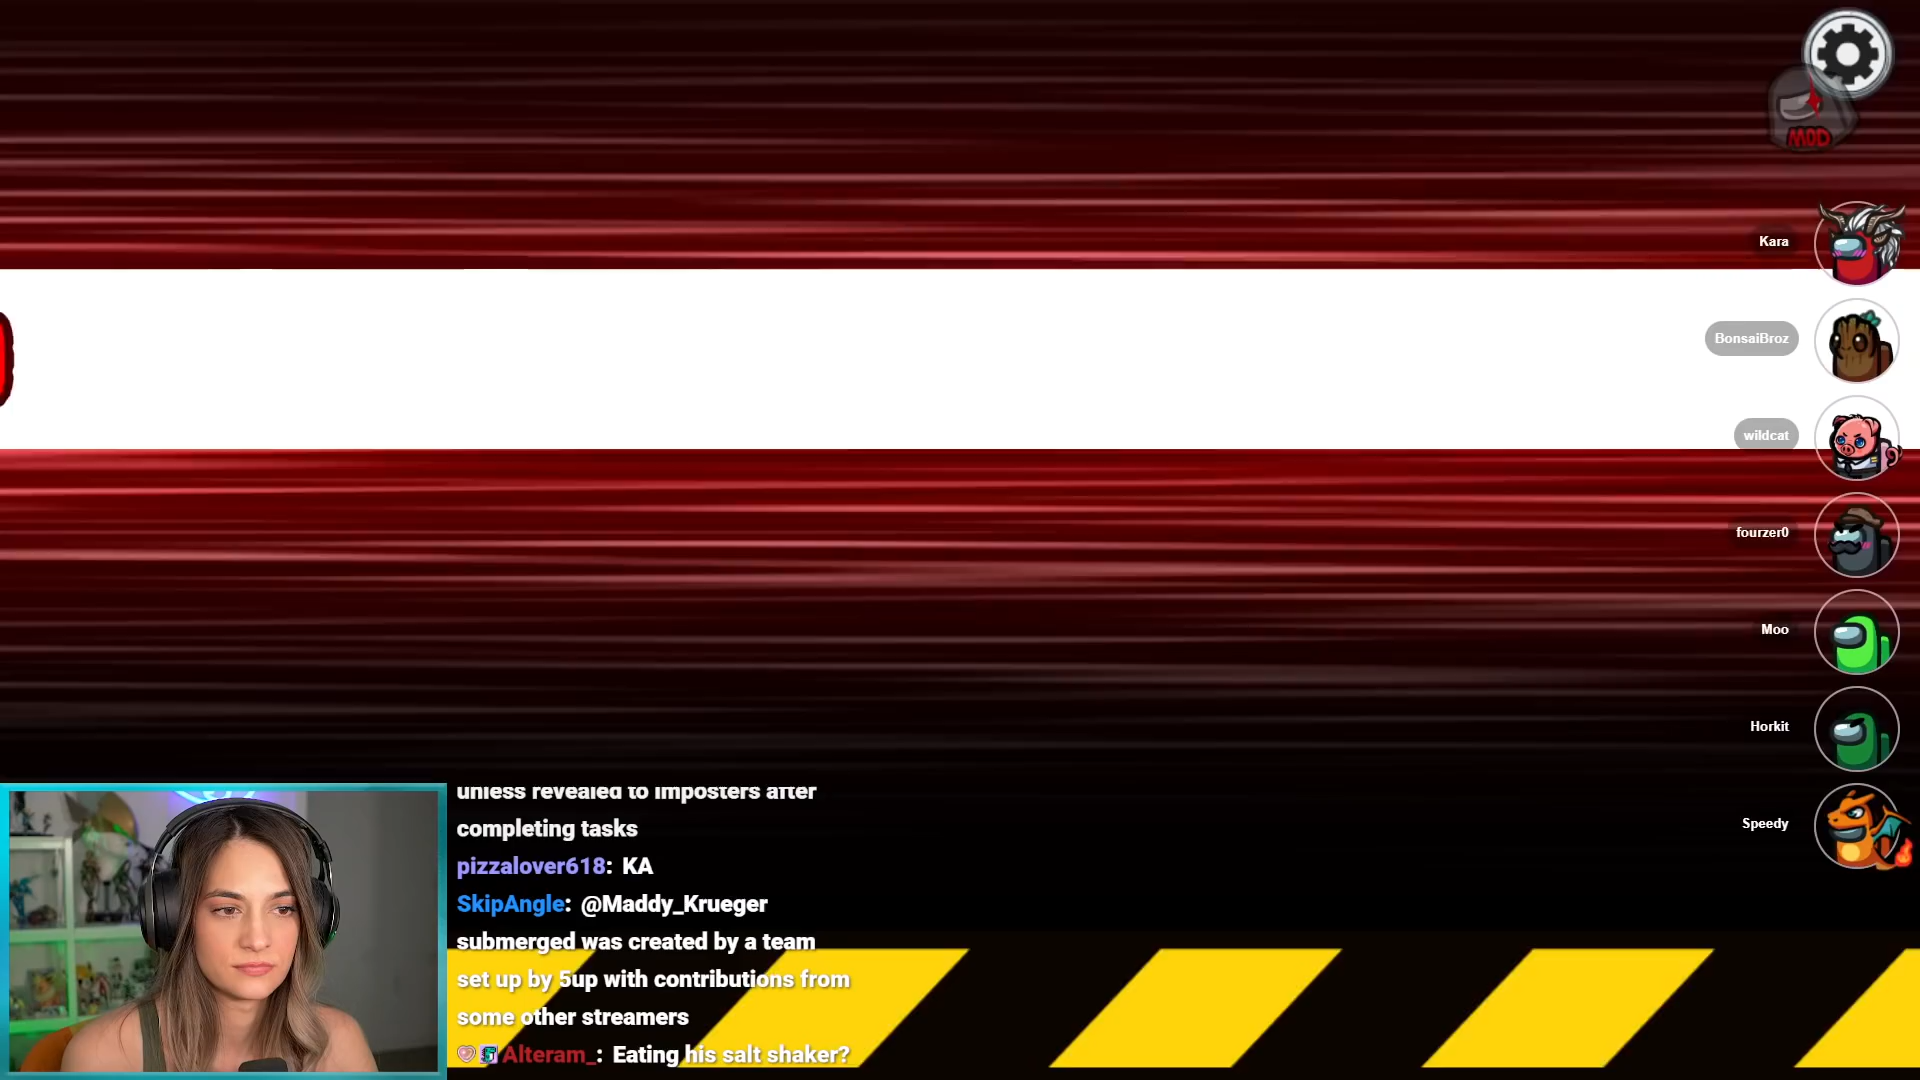 MOD
Kara
BonsaiBroz
wildcat
fourzer0
Moo
Horkit
Speedy
unless revealed to imposters after
completing tasks
pizzalover618: KA
SkipAngle: @Maddy_Krueger
submerged was created by a team
set up by 5up with contributions from
some other streamers
Alteram_: Eating his salt shaker?